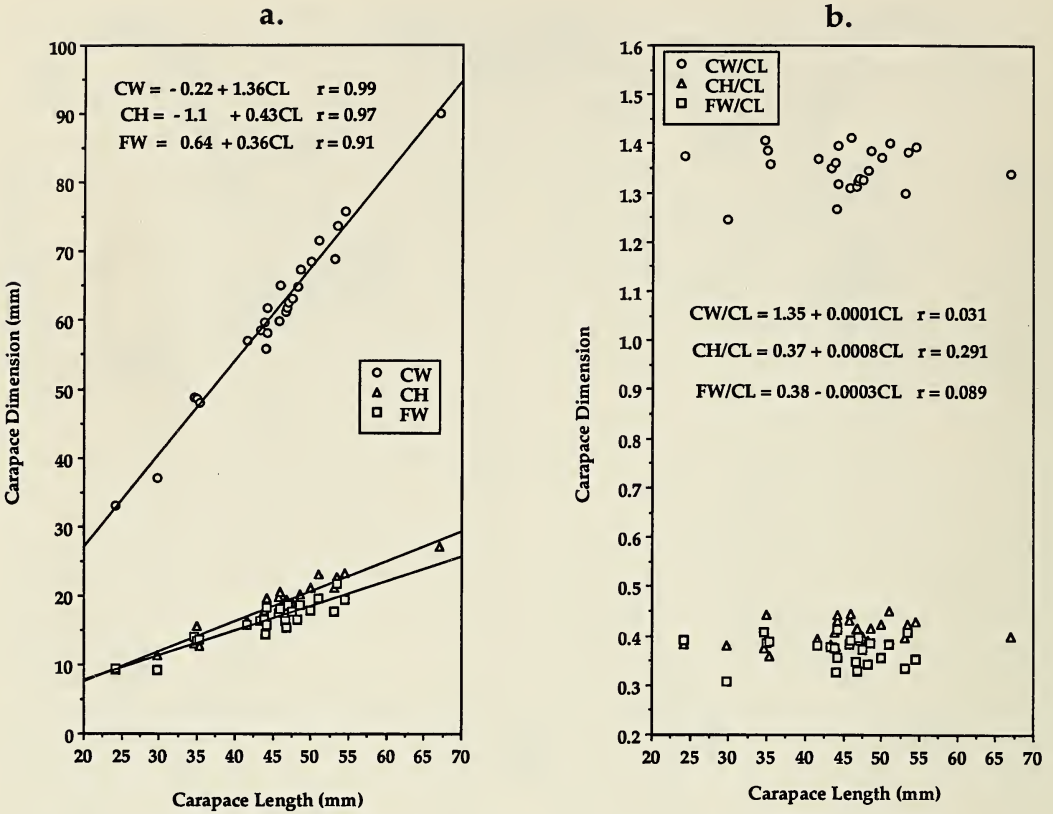 a.
CW = - 0.22 + 1.36CL r = 0.99
CH = - 1.1 + 0.43CL r = 0.97
FW = 0.64 + 0.36CL r = 0.91
Carapace Dimension (mm)
100
90
80
70
60
50
40
30
20
10
0
CW
CH
FW
20 25 30 35 40 45 50 55 60 65 70
Carapace Length (mm)
b.
CW/CL
CH/CL
FW/CL
CW/CL = 1.35 + 0.0001CL r = 0.031
CH/CL = 0.37 + 0.0008CL r = 0.291
FW/CL = 0.38 - 0.0003CL r = 0.089
Carapace Dimension
1.6
1.5
1.4
1.3
1.2
1.1
1.0
0.9
0.8
0.7
0.6
0.5
0.4
0.3
0.2
20 25 30 35 40 45 50 55 60 65 70
Carapace Length (mm)